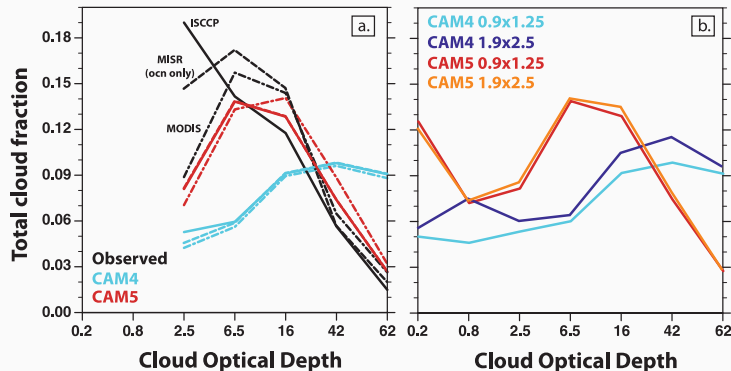 ISCCP
a.
MISR
(ocn only)
MODIS
Observed
CAM4
CAM5
Total cloud fraction
0.18
0.15
0.12
0.09
0.06
0.03
0.00
0.2 0.8 2.5 6.5 16 42 62
Cloud Optical Depth
CAM4 0.9x1.25
CAM4 1.9x2.5
CAM5 0.9x1.25
CAM5 1.9x2.5
b.
0.2 0.8 2.5 6.5 16 42 62
Cloud Optical Depth